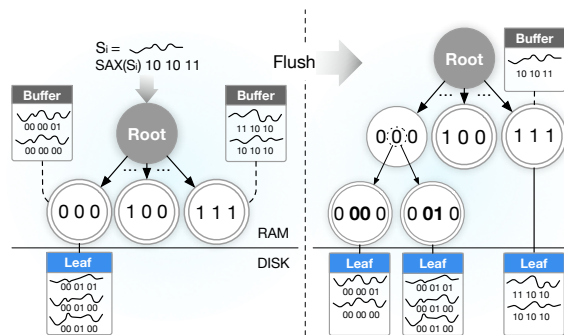 Si =
SAX(Si) 10 10 11
Buffer
00 00 01
00 00 00
Root
...
...
Buffer
11 10 10
10 10 10
0 0 0
1 0 0
1 1 1
RAM
DISK
Leaf
00 01 01
00 01 00
00 01 00
Flush
Root
...
...
Buffer
10 10 11
0 0 0
1 0 0
1 1 1
0 00 0
0 01 0
Leaf
00 00 01
00 00 00
Leaf
00 01 01
00 01 00
00 01 00
Leaf
11 10 10
10 10 10